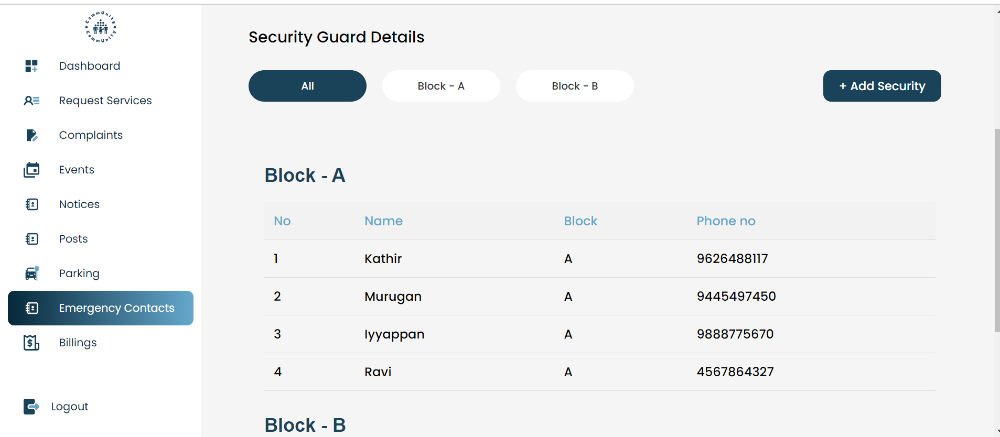 CommUnity
CommUnity
Dashboard
Request Services
Complaints
Events
Notices
Posts
Parking
Emergency Contacts
Billings
Logout
Security Guard Details
All Block - A Block - B + Add Security
Block - A
No Name Block Phone no
1 Kathir A 9626488117
2 Murugan A 9445497450
3 Iyyappan A 9888775670
4 Ravi A 4567864327
Block - B